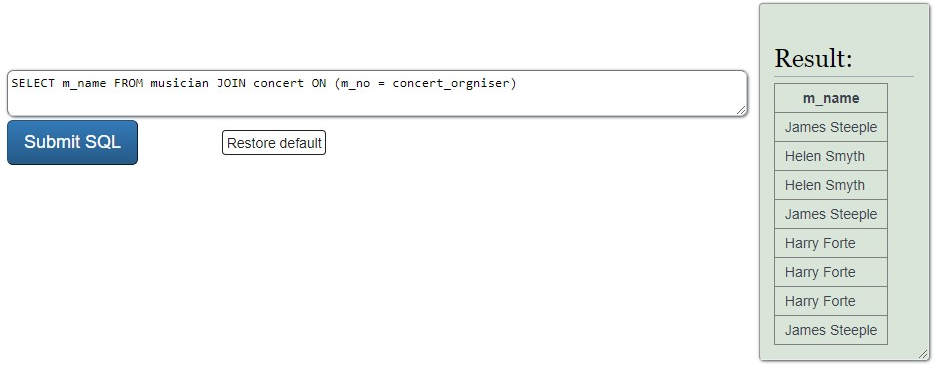 SELECT m_name FROM musician JOIN concert ON (m_no = concert_orgniser)
Submit SQL
Restore default
Result:
m_name
James Steeple
Helen Smyth
Helen Smyth
James Steeple
Harry Forte
Harry Forte
Harry Forte
James Steeple